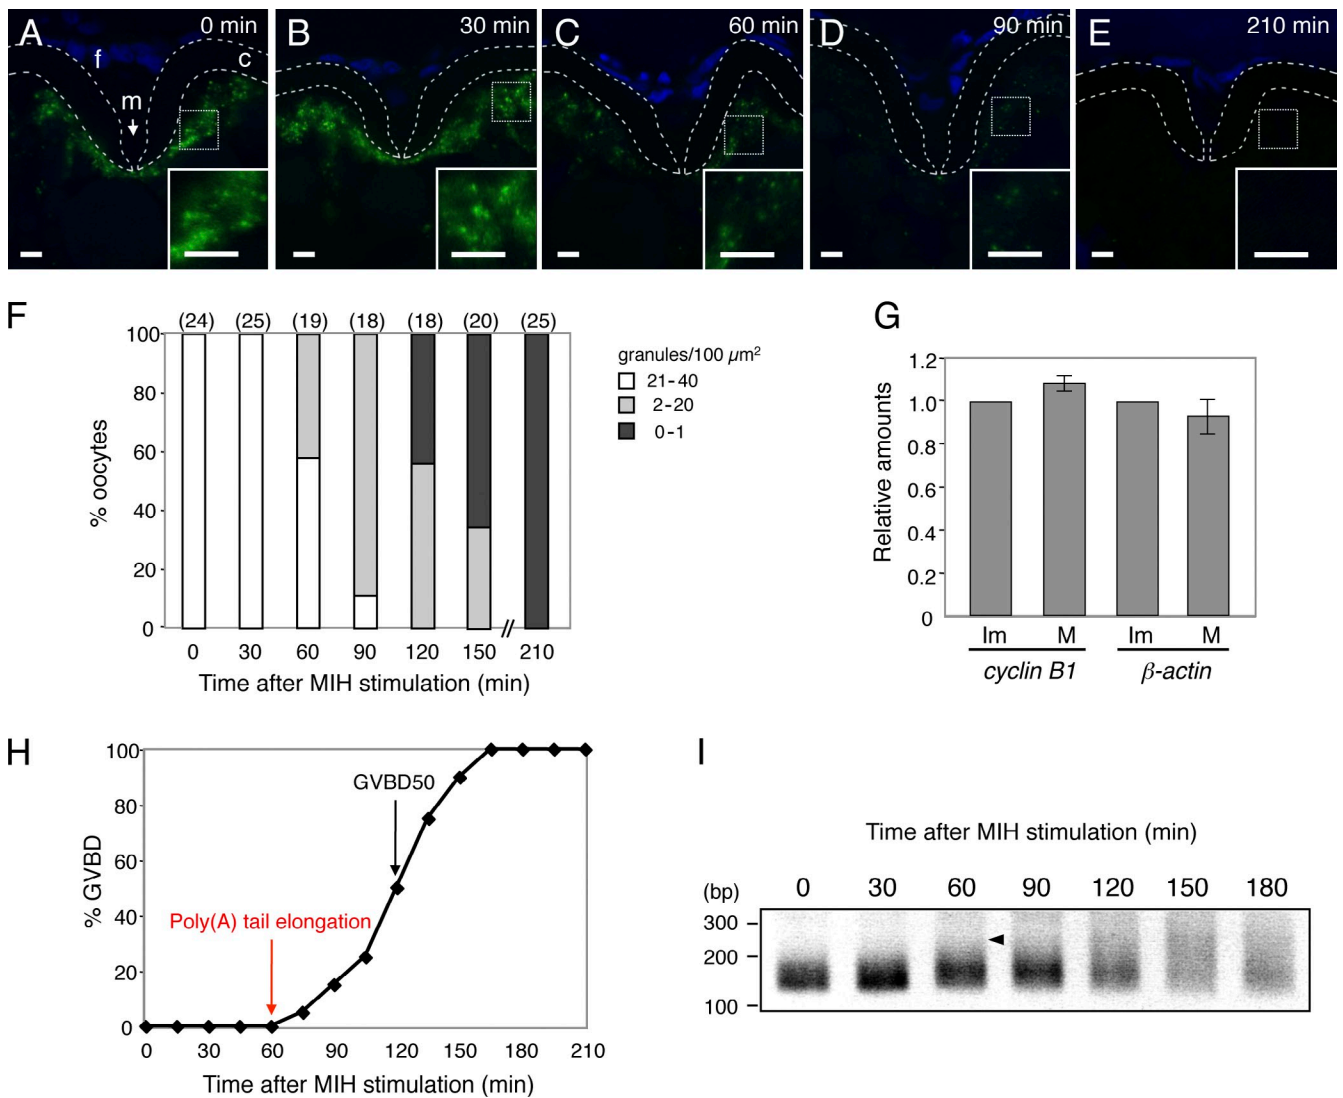 A 0 min
f c
m
B 30 min
C 60 min
D 90 min
E 210 min
F
(24) (25) (19) (18) (18) (20) (25)
100
80
60
40
20
0
% oocytes
0 30 60 90 120 150 210
Time after MIH stimulation (min)
granules/100 µm²
21-40
2-20
0-1
G
1.2
1.0
0.8
0.6
0.4
0.2
0
Relative amounts
Im M Im M
cyclin B1 β-actin
H
100
80
60
40
20
0
% GVBD
GVBD50
Poly(A) tail elongation
0 30 60 90 120 150 180 210
Time after MIH stimulation (min)
I
Time after MIH stimulation (min)
(bp) 0 30 60 90 120 150 180
300
200
100